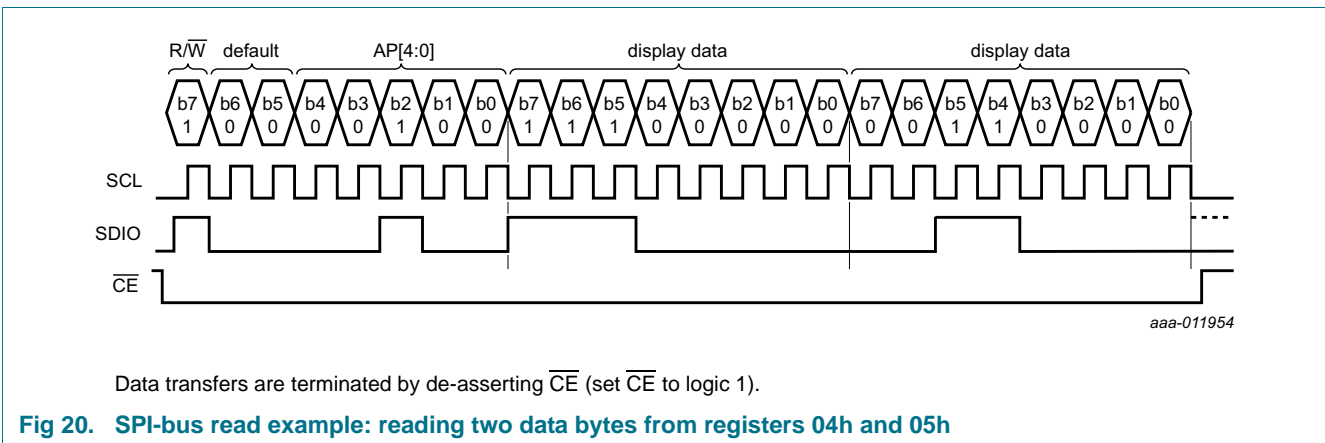 R/W default AP[4:0] display data display data
b7 b6 b5 b4 b3 b2 b1 b0 b7 b6 b5 b4 b3 b2 b1 b0 b7 b6 b5 b4 b3 b2 b1 b0
1 0 0 0 0 1 0 0 1 1 1 0 0 0 0 0 0 0 1 1 0 0 0 0
SCL
SDIO
CE
aaa-011954
Data transfers are terminated by de-asserting CE (set CE to logic 1).
Fig 20. SPI-bus read example: reading two data bytes from registers 04h and 05h